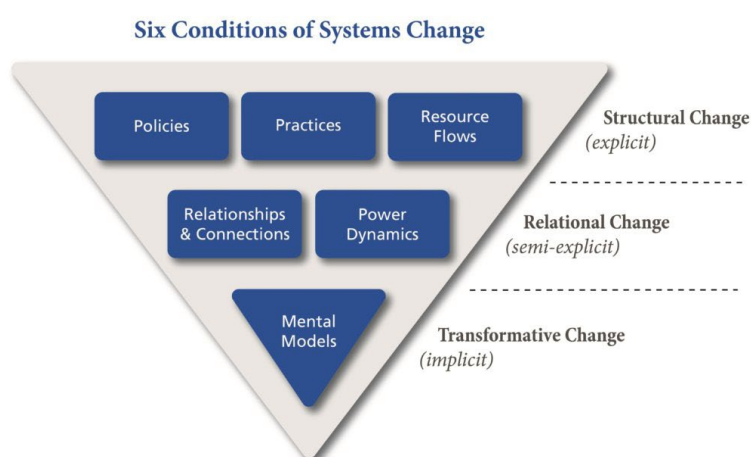 Six Conditions of Systems Change
Policies
Practices
Resource
Flows
Structural Change
(explicit)
Relationships
& Connections
Power
Dynamics
Relational Change
(semi-explicit)
Mental
Models
Transformative Change
(implicit)